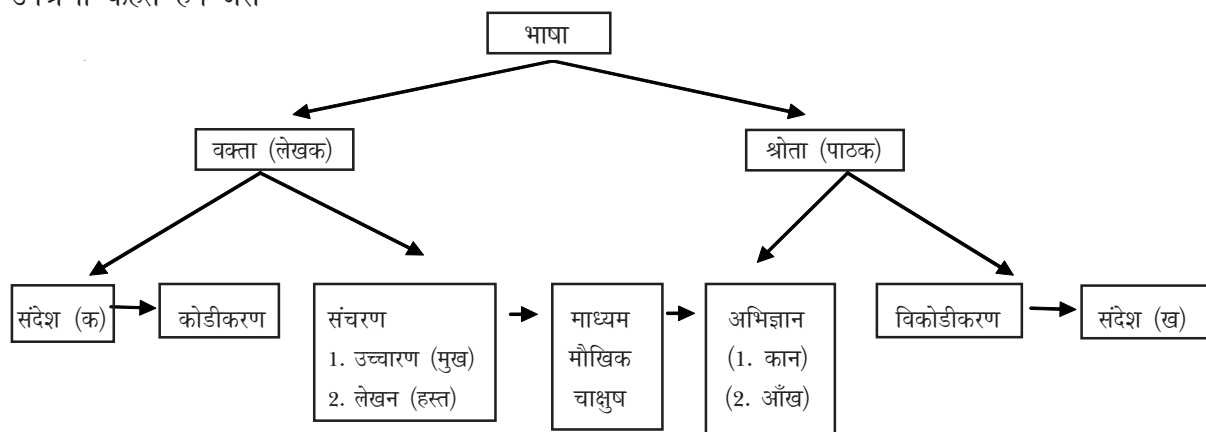 भाषा
वक्ता (लेखक)
श्रोता (पाठक)
संदेश (क)
कोडीकरण
संचरण
1. उच्चारण (मुख)
2. लेखन (हस्त)
माध्यम
मौखिक
चाक्षुष
अभिज्ञान
(1. कान)
(2. आँख)
विकोडीकरण
संदेश (ख)